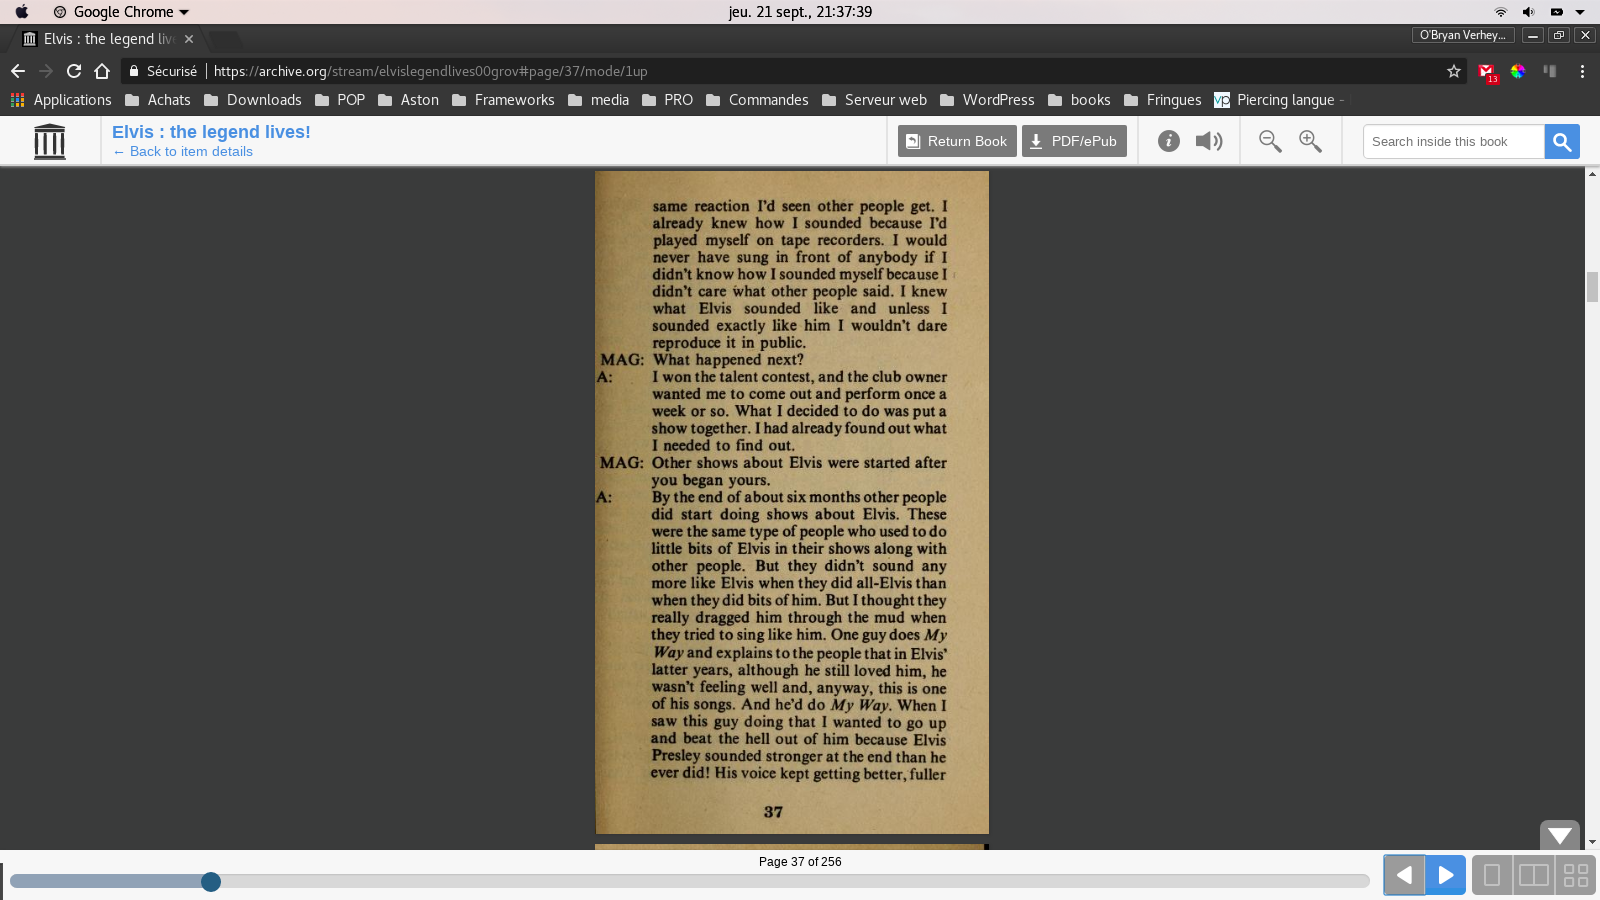 Google Chrome
jeu. 21 sept., 21:37:39
Elvis : the legend live
O'Bryan Verhey...
Sécurisé
https://archive.org/stream/elvislegendlives00grov#page/37/mode/1up
13
Applications
Achats
Downloads
POP
Aston
Frameworks
media
PRO
Commandes
Serveur web
WordPress
books
Fringues
vp
Piercing langue -
Elvis : the legend lives!
← Back to item details
Return Book
PDF/ePub
Search inside this book
same reaction I'd seen other people get. I
already knew how I sounded because I'd
played myself on tape recorders. I would
never have sung in front of anybody if I
didn't know how I sounded myself because I
didn't care what other people said. I knew
what Elvis sounded like and unless I
sounded exactly like him I wouldn't dare
reproduce it in public.
MAG: What happened next?
A: I won the talent contest, and the club owner
wanted me to come out and perform once a
week or so. What I decided to do was put a
show together. I had already found out what
I needed to find out.
MAG: Other shows about Elvis were started after
you began yours.
A: By the end of about six months other people
did start doing shows about Elvis. These
were the same type of people who used to do
little bits of Elvis in their shows along with
other people. But they didn't sound any
more like Elvis when they did all-Elvis than
when they did bits of him. But I thought they
really dragged him through the mud when
they tried to sing like him. One guy does My
Way and explains to the people that in Elvis'
latter years, although he still loved him, he
wasn't feeling well and, anyway, this is one
of his songs. And he'd do My Way. When I
saw this guy doing that I wanted to go up
and beat the hell out of him because Elvis
Presley sounded stronger at the end than he
ever did! His voice kept getting better, fuller
37
Page 37 of 256